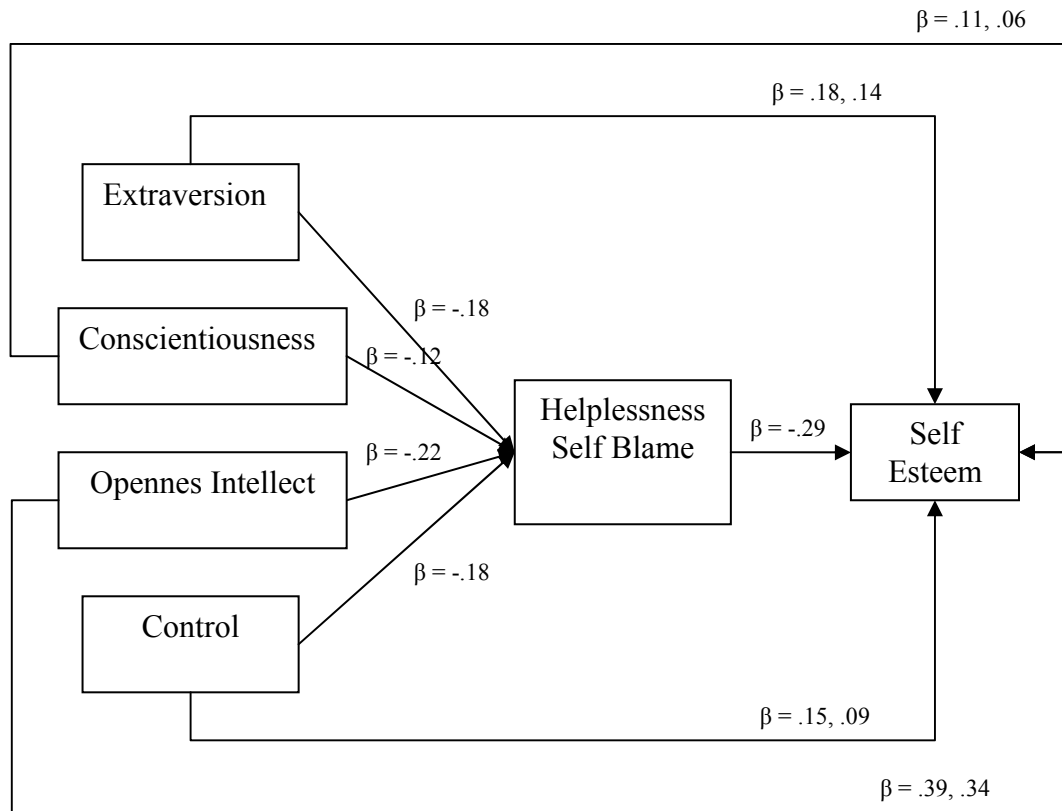 β = .11, .06
β = .18, .14
Extraversion
β = -.18
Conscientiousness
β = -.12
Helplessness
Self Blame
β = -.29
Self
Esteem
β = -.22
Opennes Intellect
β = -.18
Control
β = .15, .09
β = .39, .34